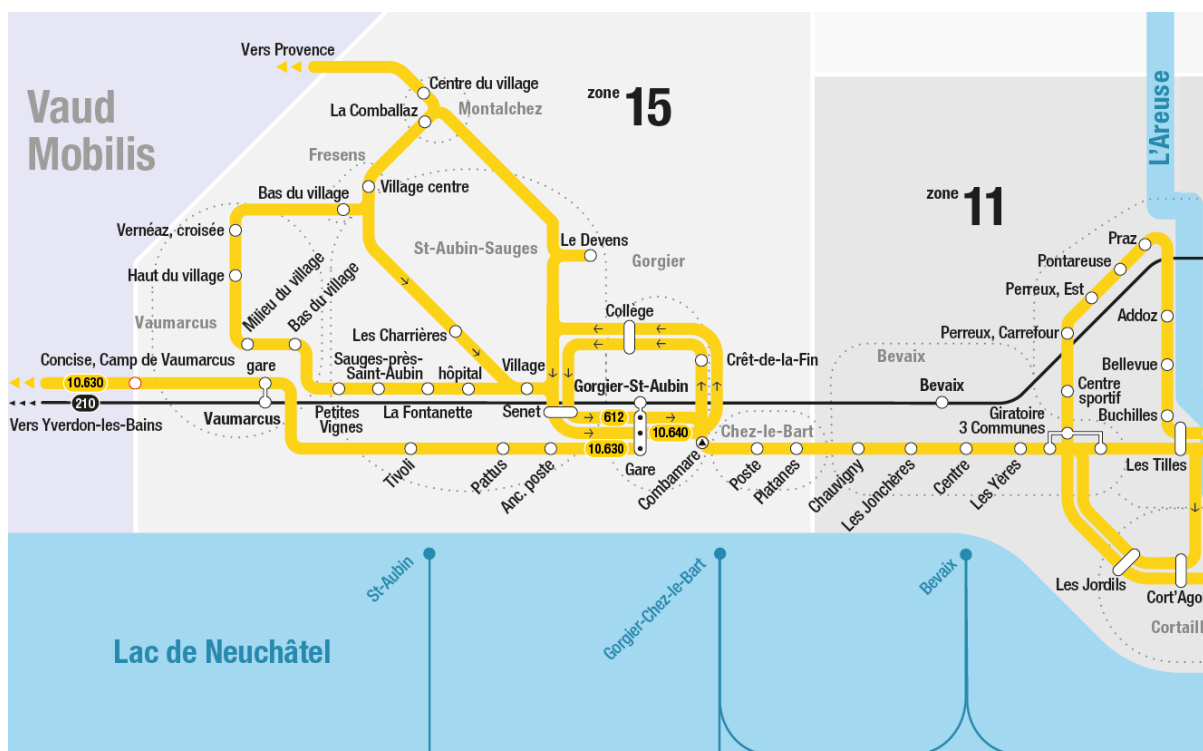 Vers Provence
Centre du village
Montalchez
La Comballaz
zone 15
Vaud
Mobilis
L'Areuse
Fresens
Village centre
Bas du village
zone 11
Vernéaz, croisée
St-Aubin-Sauges
Le Devens
Gorgier
Praz
Pontareuse
Haut du village
Milieu du village
Bas du village
Perreux, Est
Vaumarcus
Collège
Addoz
Les Charrières
Perreux, Carrefour
Concise, Camp de Vaumarcus
gare
Sauges-près-
Saint-Aubin
hôpital
Village
Crêt-de-la-Fin
Bevaix
Bellevue
10.630
Gorgier-St-Aubin
Bevaix
Centre
sportif
210
Vers Yverdon-les-Bains
Vaumarcus
Petites
Vignes
La Fontanette
Senet
612
Giratoire
3 Communes
Buchilles
10.640
Chez-le-Bart
10.630
Tivoli
Pattus
Anc. poste
Gare
Combamare
Poste
Platanes
Chauvigny
Les Jonchères
Centre
Les Yères
Les Tilles
St-Aubin
Gorgier-Chez-le-Bart
Bevaix
Les Jordils
Cort'Ago
Cortaill
Lac de Neuchâtel